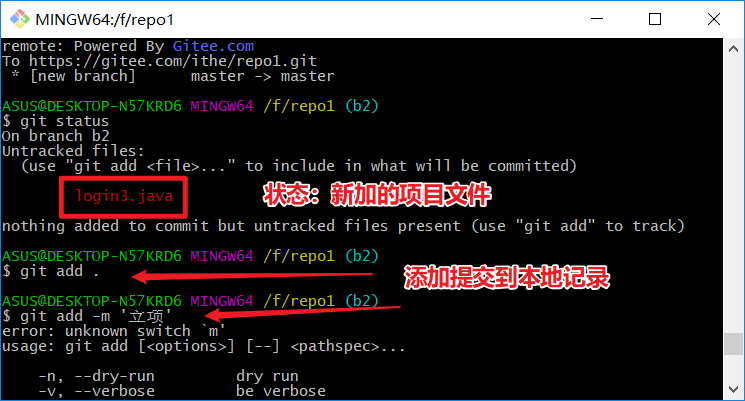 MINGW64:/f/repo1
remote: Powered By Gitee.com
To https://gitee.com/ithe/repo1.git
 * [new branch]      master -> master
ASUS@DESKTOP-N57KRD6 MINGW64 /f/repo1 (b2)
$ git status
On branch b2
Untracked files:
  (use "git add <file>..." to include in what will be committed)
login3.java
状态：新加的项目文件
nothing added to commit but untracked files present (use "git add" to track)
ASUS@DESKTOP-N57KRD6 MINGW64 /f/repo1 (b2)
$ git add .
添加提交到本地记录
ASUS@DESKTOP-N57KRD6 MINGW64 /f/repo1 (b2)
$ git add -m '立项'
error: unknown switch `m'
usage: git add [<options>] [--] <pathspec>...
    -n, --dry-run         dry run
    -v, --verbose         be verbose